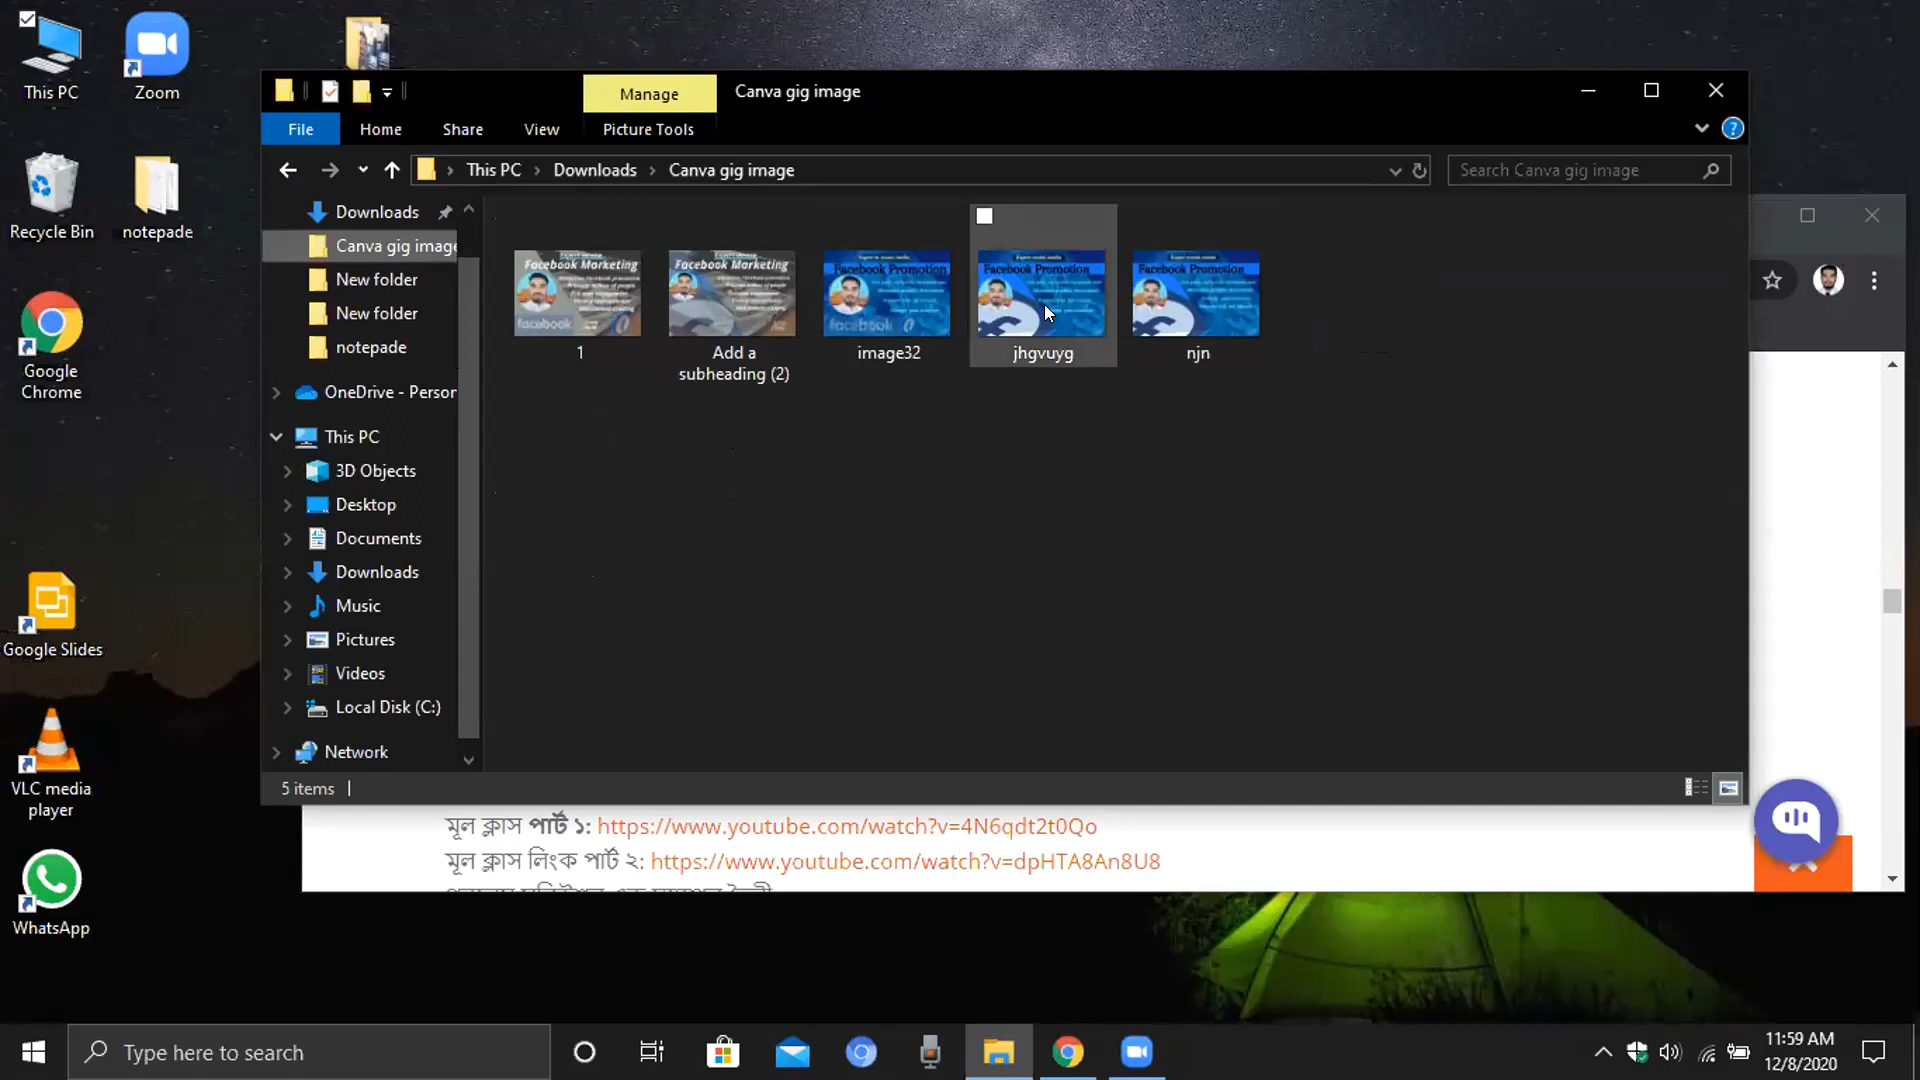 This PC
Zoom
Recycle Bin
notepade
Google
Chrome
Google Slides
VLC media
player
WhatsApp
Manage
Canva gig image
File
Home
Share
View
Picture Tools
This PC
Downloads
Canva gig image
Search Canva gig image
Downloads
Canva gig image
New folder
New folder
notepade
OneDrive - Person
This PC
3D Objects
Desktop
Documents
Downloads
Music
Pictures
Videos
Local Disk (C:)
Network
Facebook Marketing
facebook
1
Facebook Marketing
Add a
subheading (2)
Facebook Promotion
facebook
image32
Facebook Promotion
jhgvuyg
Facebook Promotion
njn
5 items
মূল ক্লাস পার্ট ১: https://www.youtube.com/watch?v=4N6qdt2t0Qo
মূল ক্লাস লিংক পার্ট ২: https://www.youtube.com/watch?v=dpHTA8An8U8
Type here to search
11:59 AM
12/8/2020